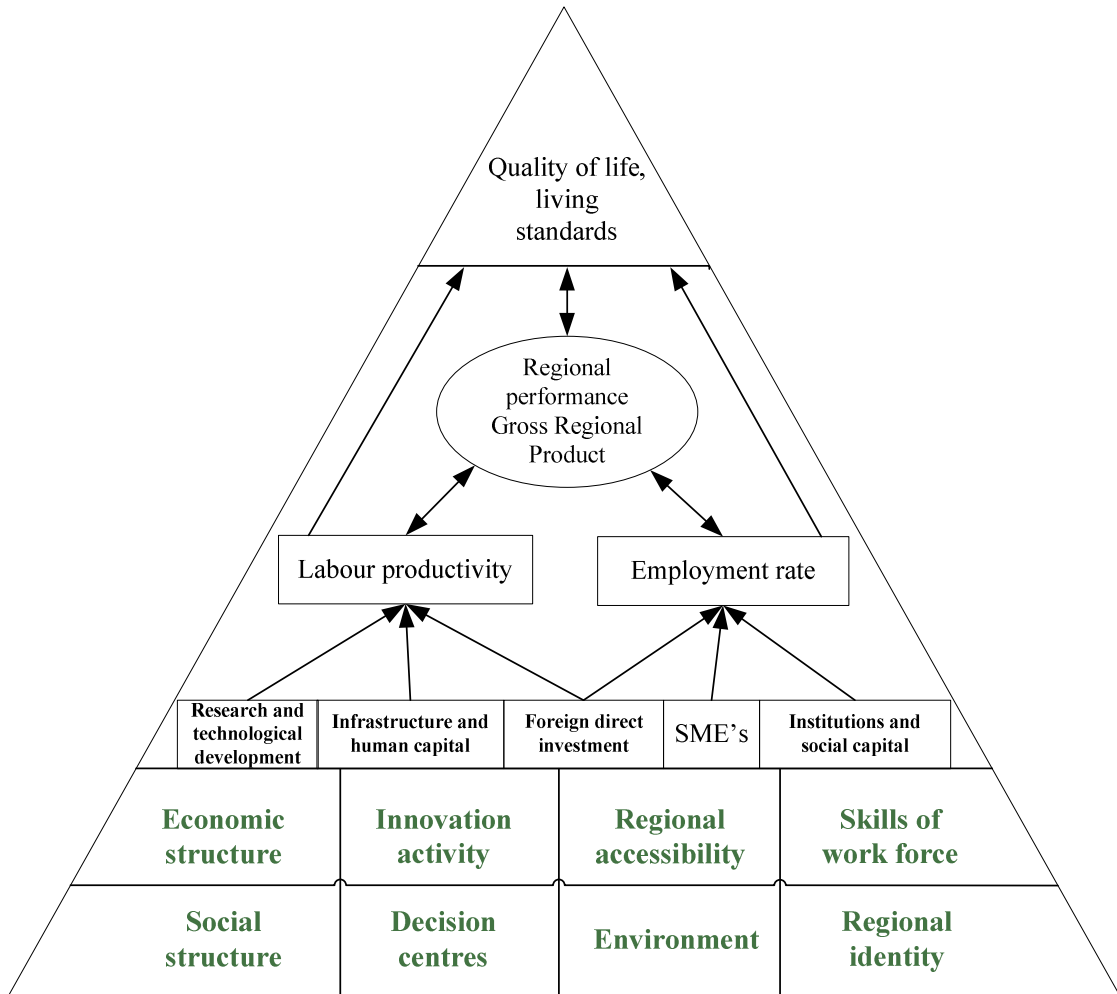 Quality of life,
living
standards
Regional
performance
Gross Regional
Product
Labour productivity
Employment rate
Research and
technological
development
Infrastructure and
human capital
Foreign direct
investment
SME's
Institutions and
social capital
Economic
structure
Innovation
activity
Regional
accessibility
Skills of
work force
Social
structure
Decision
centres
Environment
Regional
identity